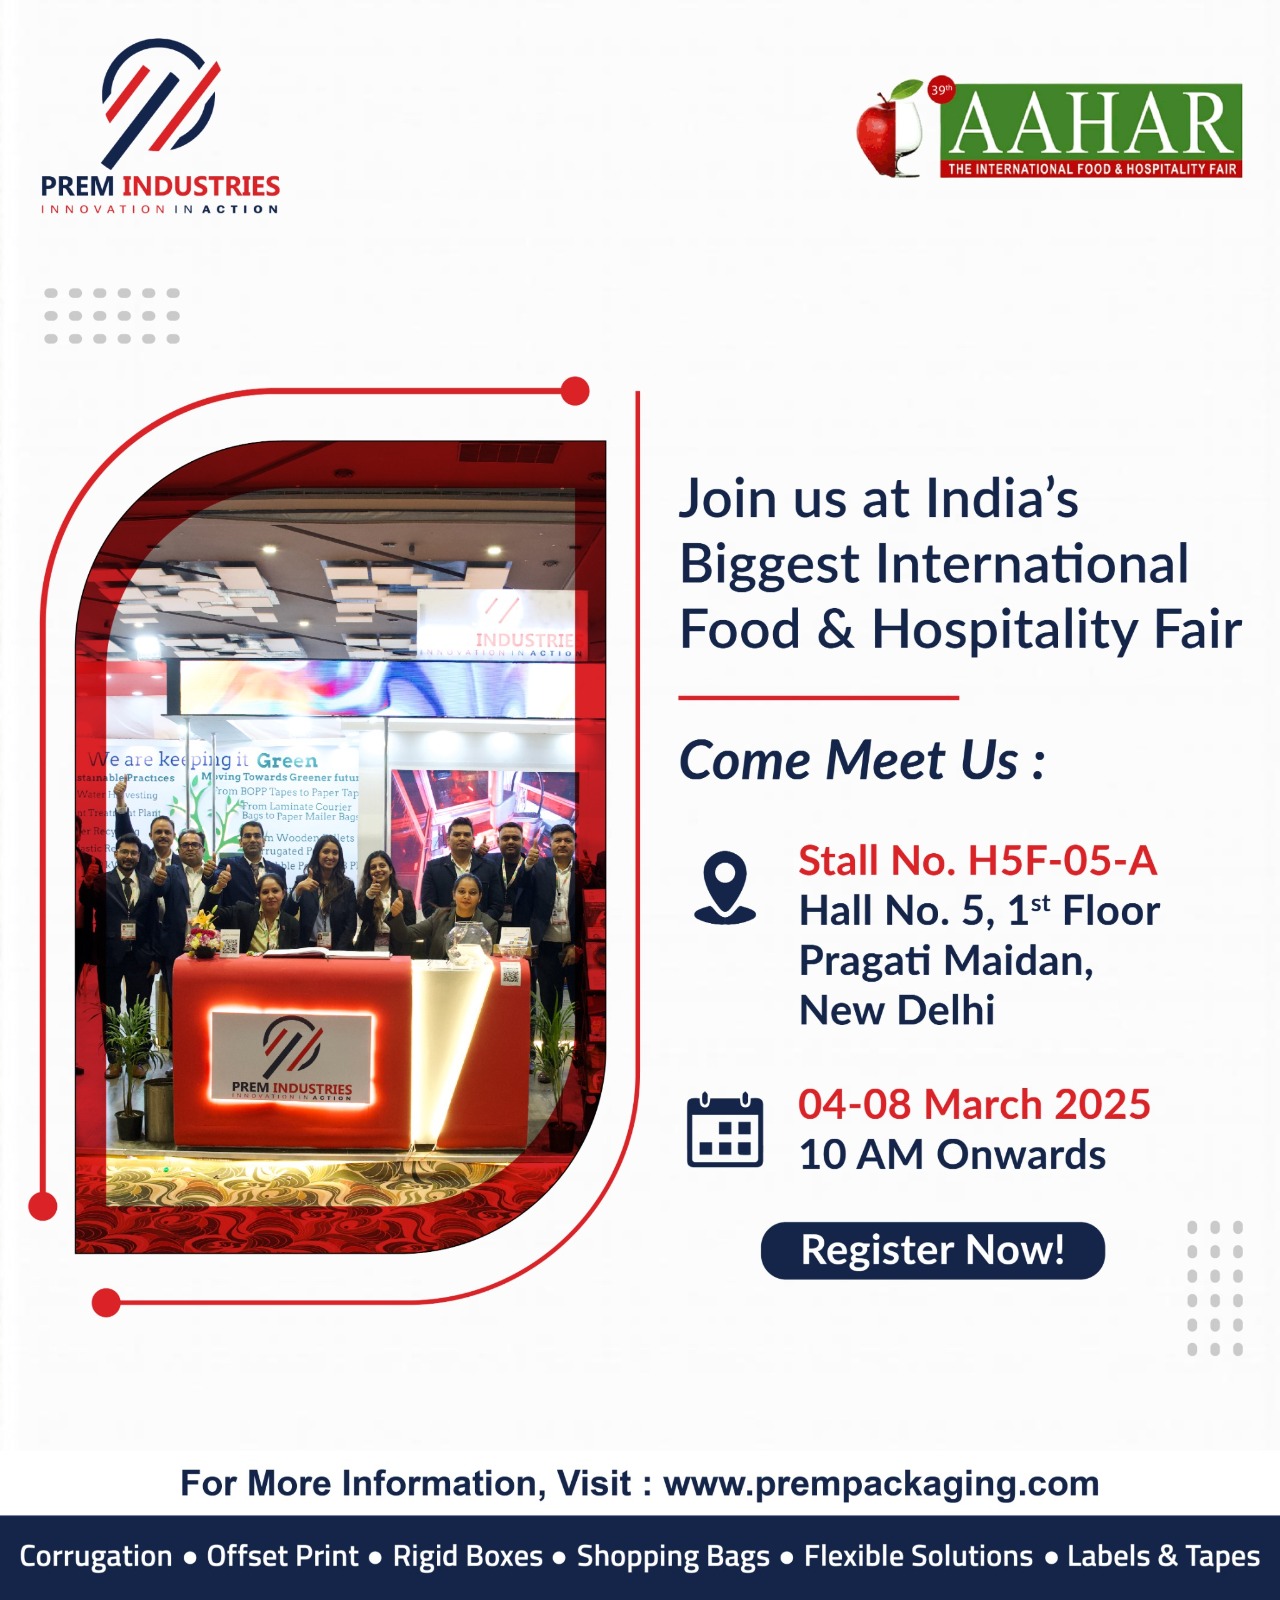 PREM INDUSTRIES
INNOVATION IN ACTION
39th
AAHAR
THE INTERNATIONAL FOOD & HOSPITALITY FAIR
Join us at India's
Biggest International
Food & Hospitality Fair
Come Meet Us :
Stall No. H5F-05-A
Hall No. 5, 1st Floor
Pragati Maidan,
New Delhi
04-08 March 2025
10 AM Onwards
Register Now!
INDUSTRIES
INNOVATION IN ACTION
We are keeping it Green
Practices
Moving Towards Greener
From BOPP Tapes to Paper
Water
From Laminate Courier
Bags to Paper Mailer Bags
Plant
Wooden
PREM INDUSTRIES
INNOVATION IN ACTION
For More Information, Visit : www.prempackaging.com
Corrugation ● Offset Print ● Rigid Boxes ● Shopping Bags ● Flexible Solutions ● Labels & Tapes